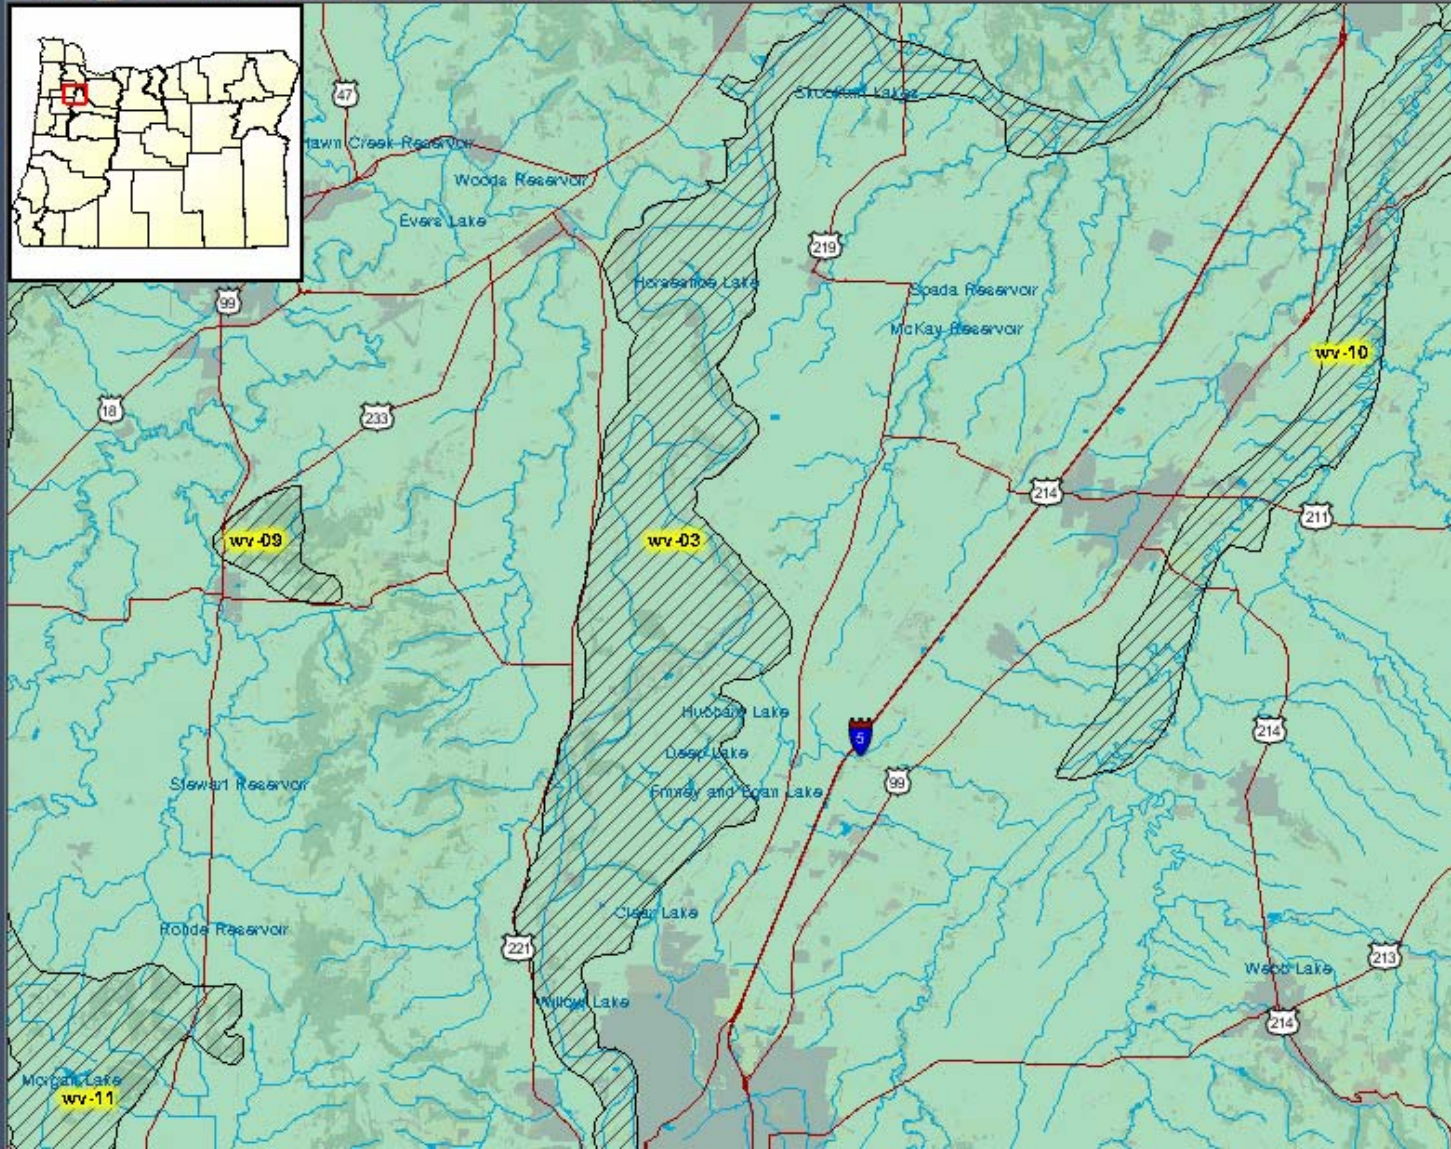 47
Skookum Lakes
Hawn Creek Reservoir
Woods Reservoir
Evers Lake
219
Horseshoe Lake
Spada Reservoir
99
McKay Reservoir
wv-10
18
233
214
211
wv-09
wv-03
Hubbard Lake
214
5
Deep Lake
Stewart Reservoir
99
Finney and Egan Lake
Clear Lake
Rohde Reservoir
221
213
Webb Lake
Willow Lake
214
Morgan Lake
wv-11